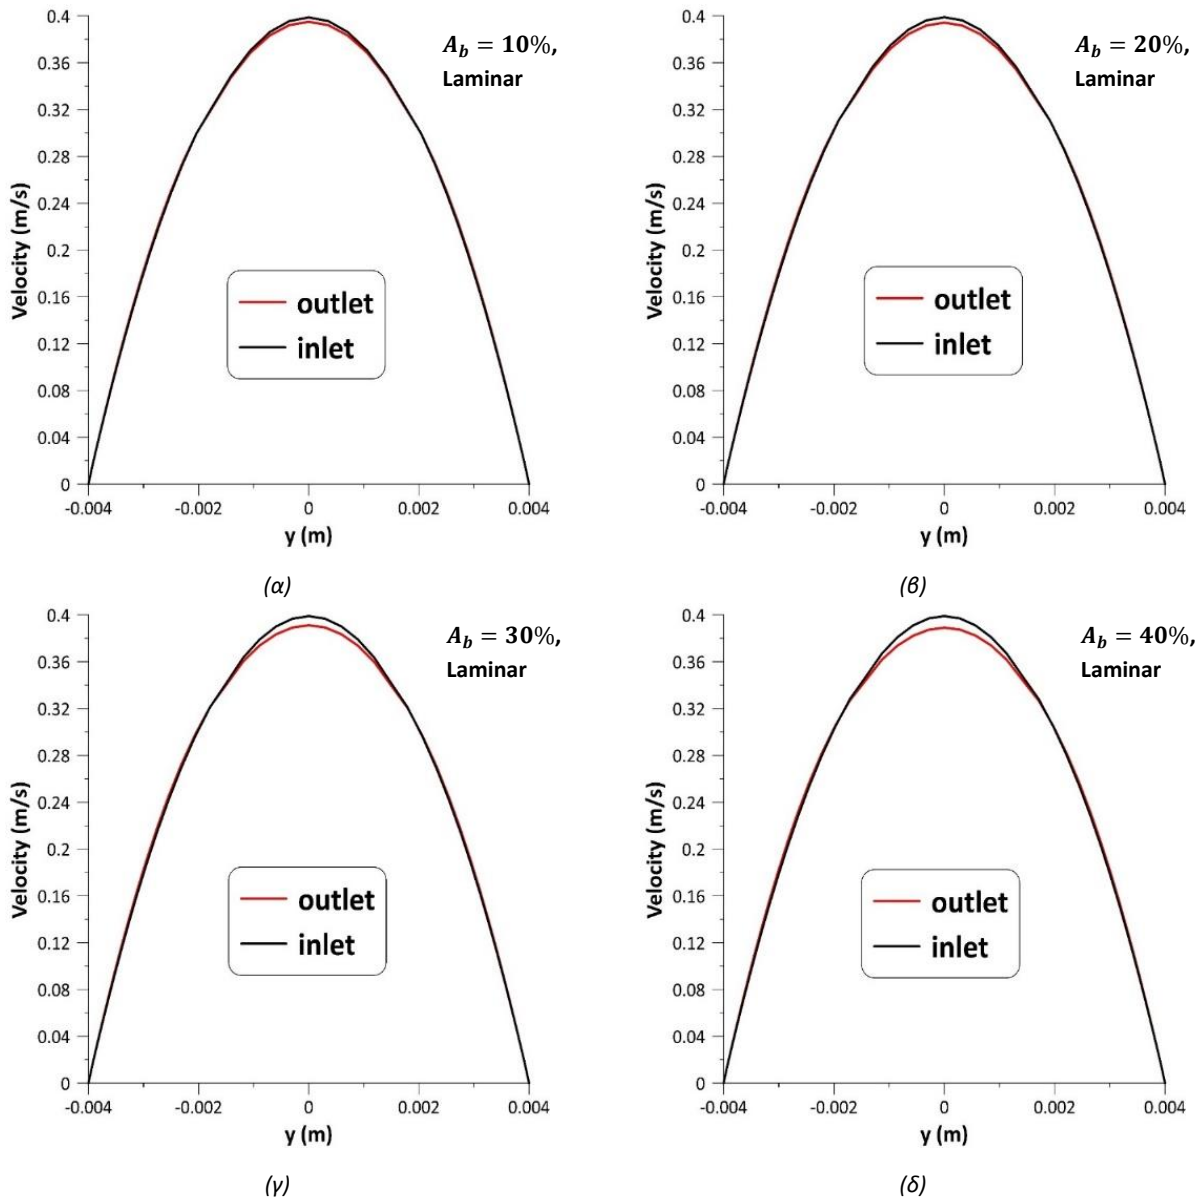 0.4
0.36
0.32
0.28
0.24
0.2
0.16
0.12
0.08
0.04
0
Velocity (m/s)
𝑨𝒃 = 𝟏𝟎%,
Laminar
outlet
inlet
-0.004
-0.002
0
0.002
0.004
y (m)
(α)
0.4
0.36
0.32
0.28
0.24
0.2
0.16
0.12
0.08
0.04
0
Velocity (m/s)
𝑨𝒃 = 𝟐𝟎%,
Laminar
outlet
inlet
-0.004
-0.002
0
0.002
0.004
y (m)
(β)
0.4
0.36
0.32
0.28
0.24
0.2
0.16
0.12
0.08
0.04
0
Velocity (m/s)
𝑨𝒃 = 𝟑𝟎%,
Laminar
outlet
inlet
-0.004
-0.002
0
0.002
0.004
y (m)
(γ)
0.4
0.36
0.32
0.28
0.24
0.2
0.16
0.12
0.08
0.04
0
Velocity (m/s)
𝑨𝒃 = 𝟒𝟎%,
Laminar
outlet
inlet
-0.004
-0.002
0
0.002
0.004
y (m)
(δ)